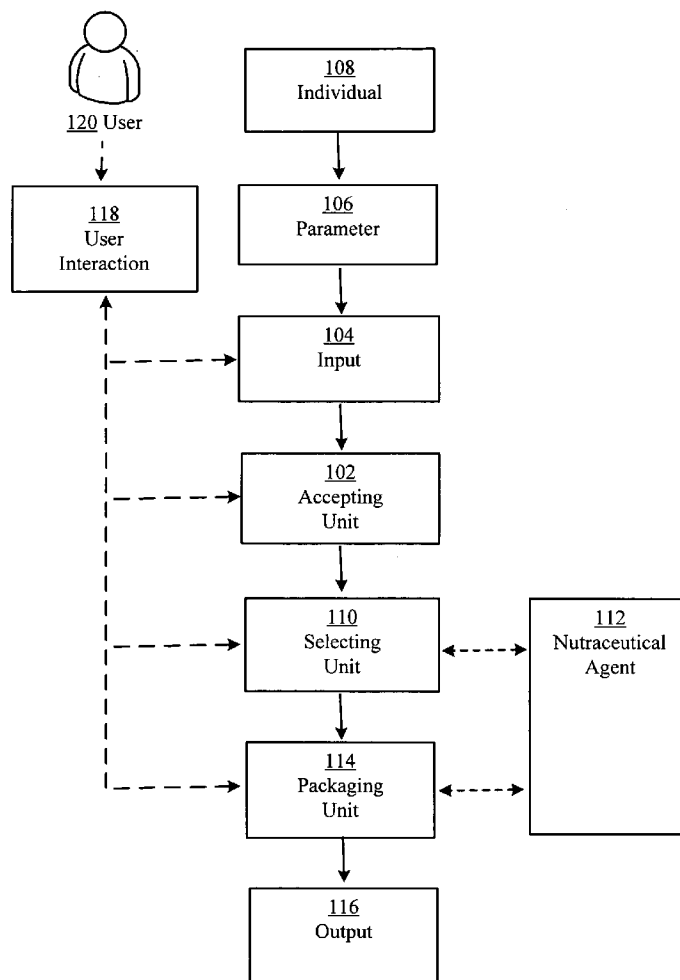 108
Individual
120 User
106
Parameter
118
User
Interaction
104
Input
102
Accepting
Unit
110
Selecting
Unit
112
Nutraceutical
Agent
114
Packaging
Unit
116
Output